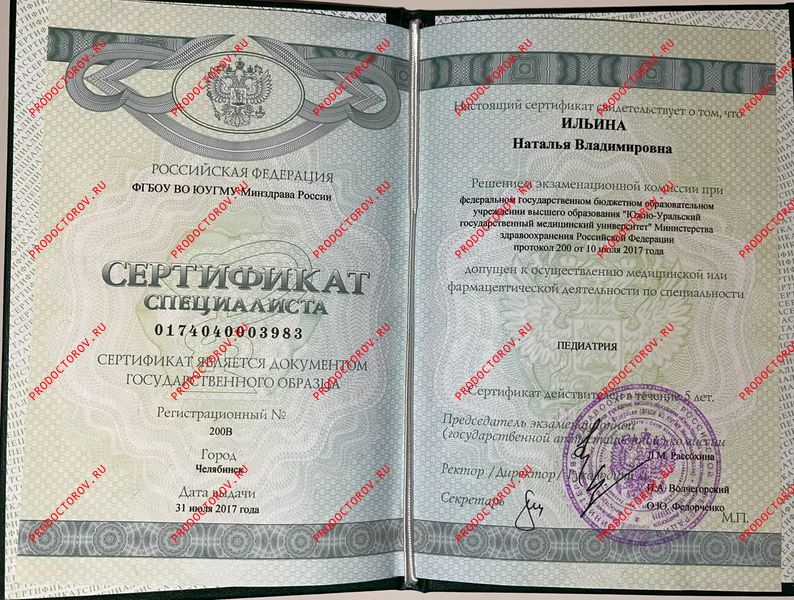 РОССИЙСКАЯ ФЕДЕРАЦИЯ
ФГБОУ ВО ЮУГМУ Минздрава России
СЕРТИФИКАТ
СПЕЦИАЛИСТА
0174040003983
СЕРТИФИКАТ ЯВЛЯЕТСЯ ДОКУМЕНТОМ
ГОСУДАРСТВЕННОГО ОБРАЗЦА
Регистрационный №
200В
Город
Челябинск
Дата выдачи
31 июля 2017 года
Настоящий сертификат свидетельствует о том, что
ИЛЬИНА
Наталья Владимировна
Решением экзаменационной комиссии при
федеральном государственном бюджетном образовательном
учреждении высшего образования "Южно-Уральский
государственный медицинский университет" Министерства
здравоохранения Российской Федерации
протокол 200 от 10 июля 2017 года
допущен к осуществлению медицинской или
фармацевтической деятельности по специальности
ПЕДИАТРИЯ
Сертификат действителен в течение 5 лет.
Председатель экзаменационной
(государственной аттестационной) комиссии
Л.М. Рассохина
Ректор /Директор/ Руководитель
И.А. Волчегорский
Секретарь
О.Ю. Федорченко
М.П.
PRODOCTOROV.RU